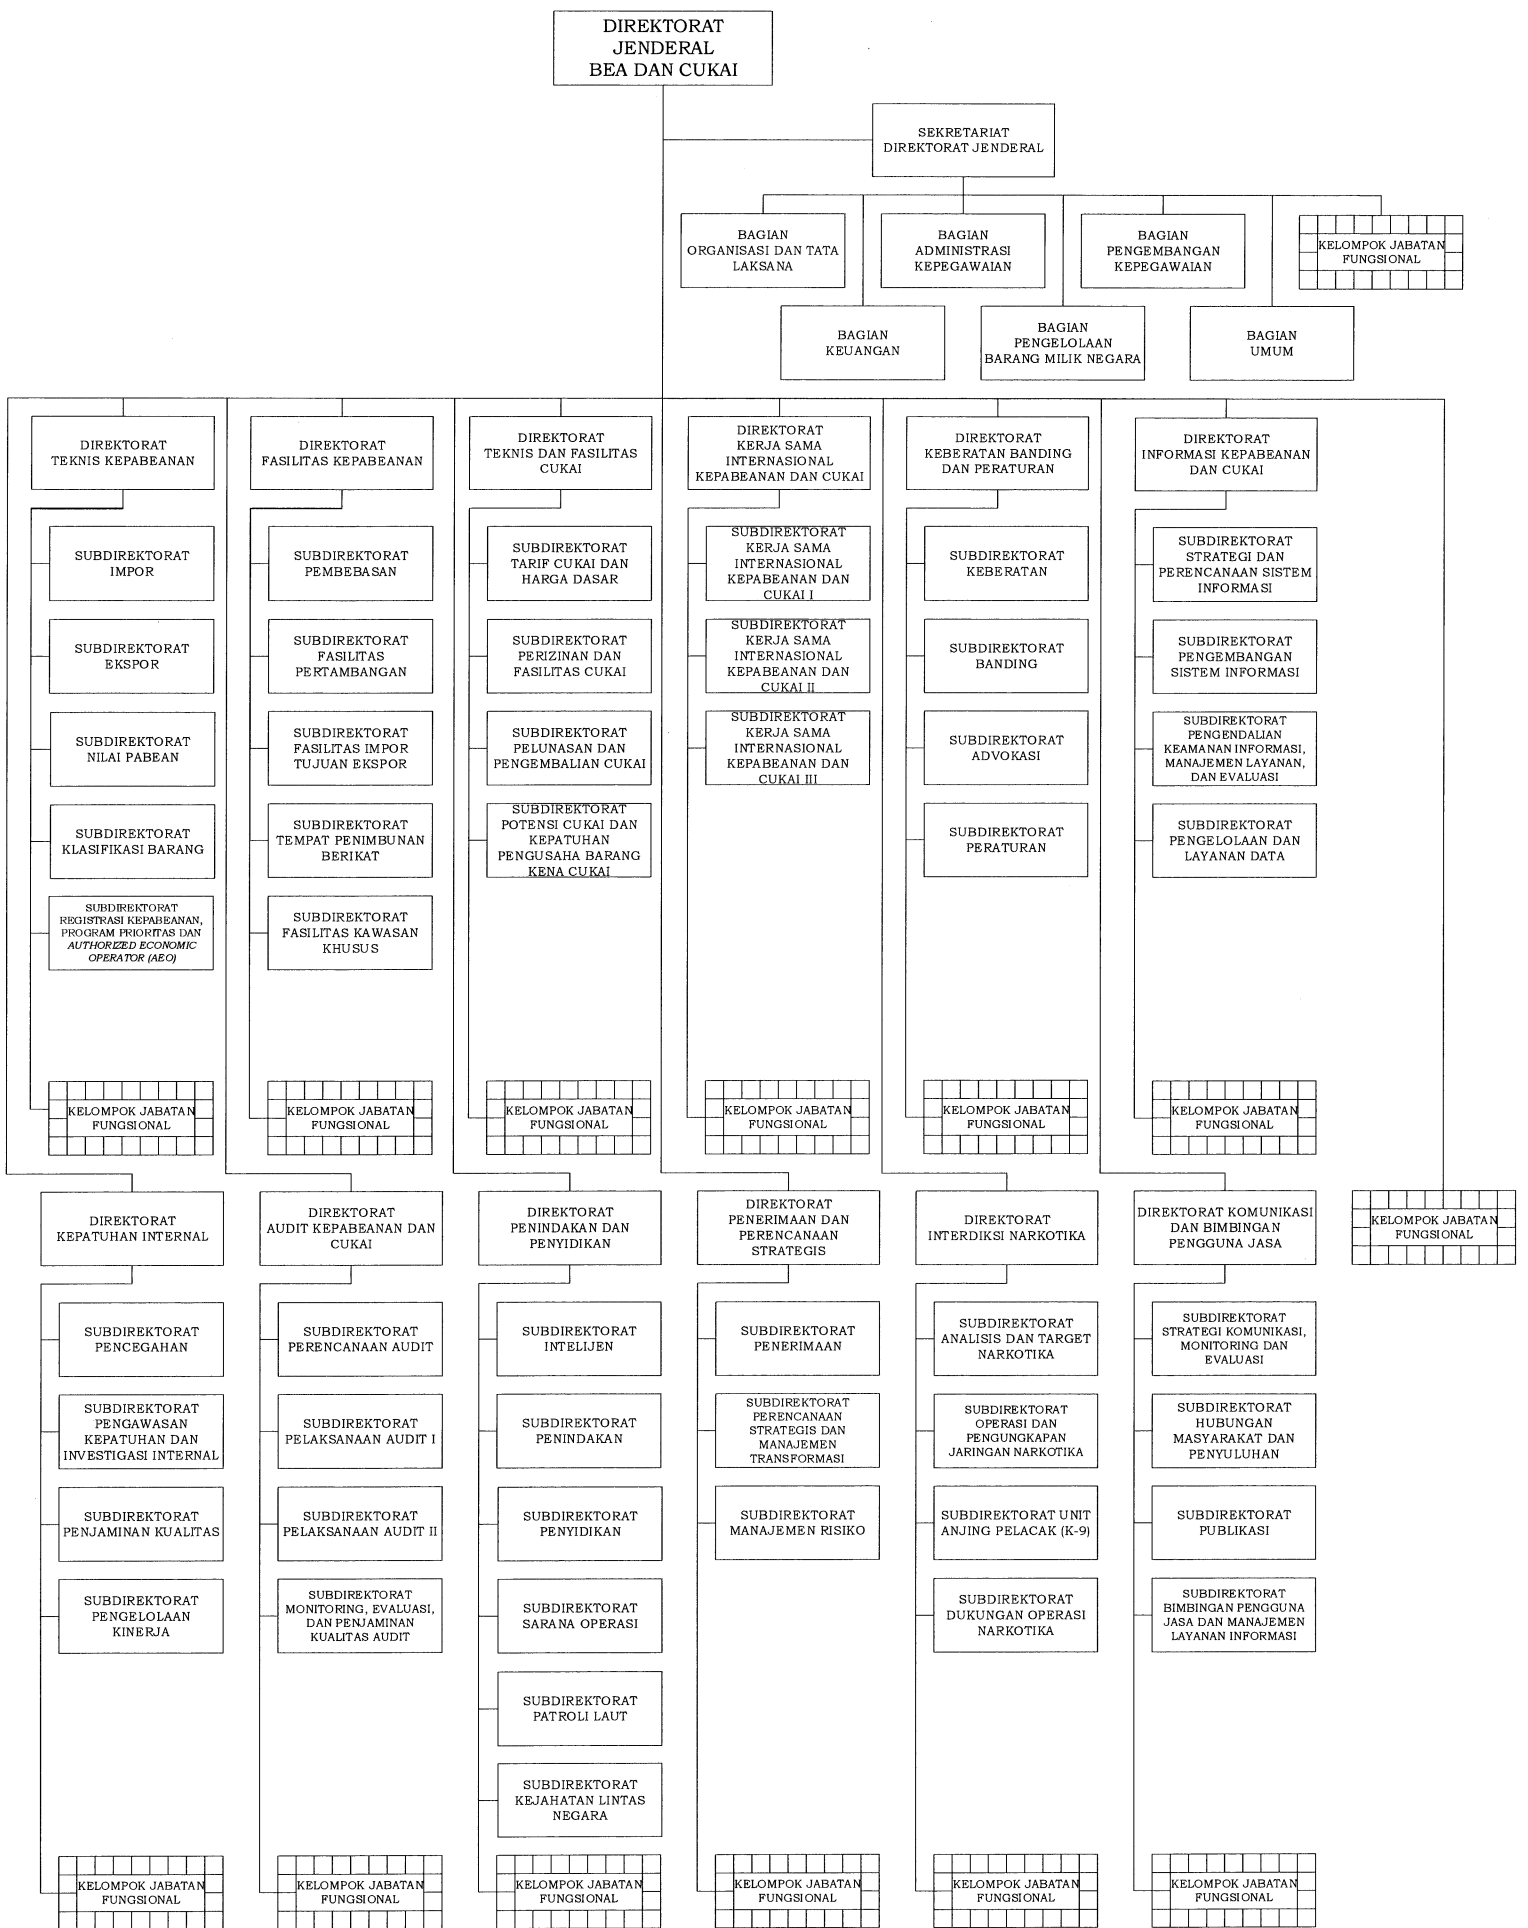 DIREKTORAT
JENDERAL
BEA DAN CUKAI
SEKRETARIAT
DIREKTORAT JENDERAL
BAGIAN
ORGANISASI DAN TATA
LAKSANA
BAGIAN
ADMINISTRASI
KEPEGAWAIAN
BAGIAN
PENGEMBANGAN
KEPEGAWAIAN
KELOMPOK JABATAN
FUNGSIONAL
BAGIAN
KEUANGAN
BAGIAN
PENGELOLAAN
BARANG MILIK NEGARA
BAGIAN
UMUM
DIREKTORAT
TEKNIS KEPABEANAN
DIREKTORAT
FASILITAS KEPABEANAN
DIREKTORAT
TEKNIS DAN FASILITAS
CUKAI
DIREKTORAT
KERJA SAMA
INTERNASIONAL
KEPABEANAN DAN CUKAI
DIREKTORAT
KEBERATAN BANDING
DAN PERATURAN
DIREKTORAT
INFORMASI KEPABEANAN
DAN CUKAI
SUBDIREKTORAT
IMPOR
SUBDIREKTORAT
PEMBEBASAN
SUBDIREKTORAT
TARIF CUKAI DAN
HARGA DASAR
SUBDIREKTORAT
KERJA SAMA
INTERNASIONAL
KEPABEANAN DAN
CUKAI I
SUBDIREKTORAT
KEBERATAN
SUBDIREKTORAT
STRATEGI DAN
PERENCANAAN SISTEM
INFORMASI
SUBDIREKTORAT
EKSPOR
SUBDIREKTORAT
FASILITAS
PERTAMBANGAN
SUBDIREKTORAT
PERIZINAN DAN
FASILITAS CUKAI
SUBDIREKTORAT
KERJA SAMA
INTERNASIONAL
KEPABEANAN DAN
CUKAI II
SUBDIREKTORAT
BANDING
SUBDIREKTORAT
PENGEMBANGAN
SISTEM INFORMASI
SUBDIREKTORAT
NILAI PABEAN
SUBDIREKTORAT
FASILITAS IMPOR
TUJUAN EKSPOR
SUBDIREKTORAT
PELUNASAN DAN
PENGEMBALIAN CUKAI
SUBDIREKTORAT
KERJA SAMA
INTERNASIONAL
KEPABEANAN DAN
CUKAI III
SUBDIREKTORAT
ADVOKASI
SUBDIREKTORAT
PENGENDALIAN
KEAMANAN INFORMASI,
MANAJEMEN LAYANAN,
DAN EVALUASI
SUBDIREKTORAT
KLASIFIKASI BARANG
SUBDIREKTORAT
TEMPAT PENIMBUNAN
BERIKAT
SUBDIREKTORAT
POTENSI CUKAI DAN
KEPATUHAN
PENGUSAHA BARANG
KENA CUKAI
SUBDIREKTORAT
PERATURAN
SUBDIREKTORAT
PENGELOLAAN DAN
LAYANAN DATA
SUBDIREKTORAT
REGISTRASI KEPABEANAN,
PROGRAM PRIORITAS DAN
AUTHORIZED ECONOMIC
OPERATOR (AEO)
SUBDIREKTORAT
FASILITAS KAWASAN
KHUSUS
KELOMPOK JABATAN
FUNGSIONAL
KELOMPOK JABATAN
FUNGSIONAL
KELOMPOK JABATAN
FUNGSIONAL
KELOMPOK JABATAN
FUNGSIONAL
KELOMPOK JABATAN
FUNGSIONAL
KELOMPOK JABATAN
FUNGSIONAL
DIREKTORAT
KEPATUHAN INTERNAL
DIREKTORAT
AUDIT KEPABEANAN DAN
CUKAI
DIREKTORAT
PENINDAKAN DAN
PENYIDIKAN
DIREKTORAT
PENERIMAAN DAN
PERENCANAAN
STRATEGIS
DIREKTORAT
INTERDIKSI NARKOTIKA
DIREKTORAT KOMUNIKASI
DAN BIMBINGAN
PENGGUNA JASA
KELOMPOK JABATAN
FUNGSIONAL
SUBDIREKTORAT
PENCEGAHAN
SUBDIREKTORAT
PERENCANAAN AUDIT
SUBDIREKTORAT
INTELIJEN
SUBDIREKTORAT
PENERIMAAN
SUBDIREKTORAT
ANALISIS DAN TARGET
NARKOTIKA
SUBDIREKTORAT
STRATEGI KOMUNIKASI,
MONITORING DAN
EVALUASI
SUBDIREKTORAT
PENGAWASAN
KEPATUHAN DAN
INVESTIGASI INTERNAL
SUBDIREKTORAT
PELAKSANAAN AUDIT I
SUBDIREKTORAT
PENINDAKAN
SUBDIREKTORAT
PERENCANAAN
STRATEGIS DAN
MANAJEMEN
TRANSFORMASI
SUBDIREKTORAT
OPERASI DAN
PENGUNGKAPAN
JARINGAN NARKOTIKA
SUBDIREKTORAT
HUBUNGAN
MASYARAKAT DAN
PENYULUHAN
SUBDIREKTORAT
PENJAMINAN KUALITAS
SUBDIREKTORAT
PELAKSANAAN AUDIT II
SUBDIREKTORAT
PENYIDIKAN
SUBDIREKTORAT
MANAJEMEN RISIKO
SUBDIREKTORAT UNIT
ANJING PELACAK (K-9)
SUBDIREKTORAT
PUBLIKASI
SUBDIREKTORAT
PENGELOLAAN
KINERJA
SUBDIREKTORAT
MONITORING, EVALUASI,
DAN PENJAMINAN
KUALITAS AUDIT
SUBDIREKTORAT
SARANA OPERASI
SUBDIREKTORAT
DUKUNGAN OPERASI
NARKOTIKA
SUBDIREKTORAT
BIMBINGAN PENGGUNA
JASA DAN MANAJEMEN
LAYANAN INFORMASI
SUBDIREKTORAT
PATROLI LAUT
SUBDIREKTORAT
KEJAHATAN LINTAS
NEGARA
KELOMPOK JABATAN
FUNGSIONAL
KELOMPOK JABATAN
FUNGSIONAL
KELOMPOK JABATAN
FUNGSIONAL
KELOMPOK JABATAN
FUNGSIONAL
KELOMPOK JABATAN
FUNGSIONAL
KELOMPOK JABATAN
FUNGSIONAL